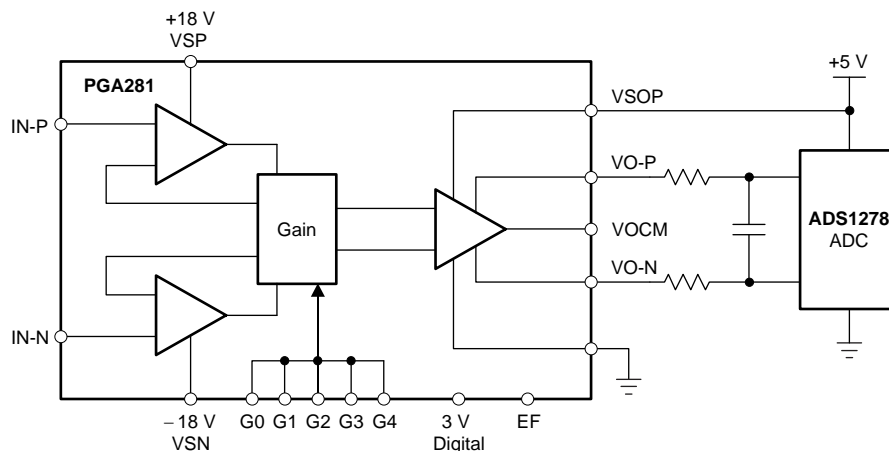 +18 V
VSP
PGA281
+5 V
VSOP
IN-P
VO-P
Gain
VOCM
ADS1278
ADC
VO-N
IN-N
− 18 V
VSN
G0 G1 G2 G3 G4
3 V
Digital
EF